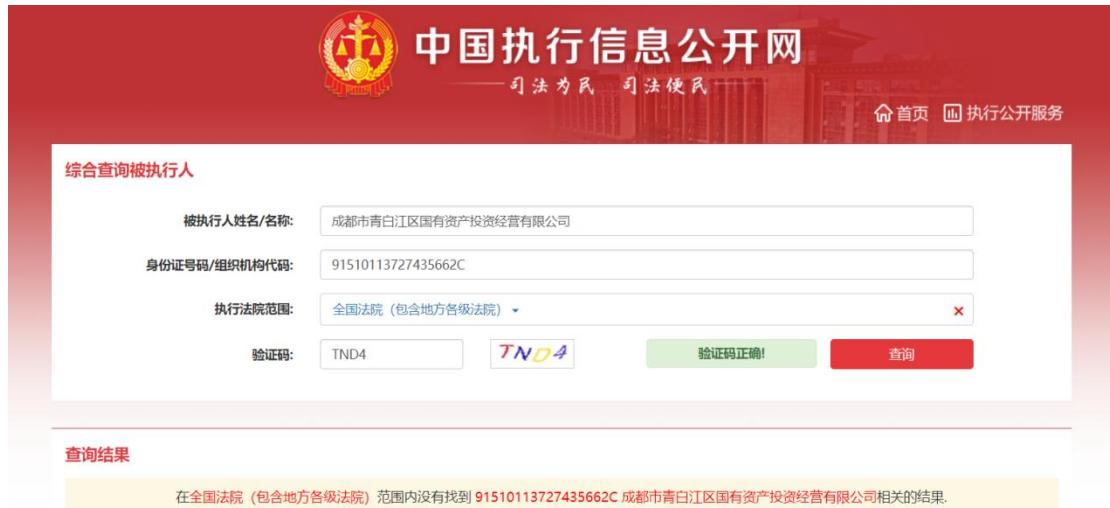 中国执行信息公开网
司法为民 司法便民
首页 执行公开服务
综合查询被执行人
被执行人姓名/名称: 成都市青白江区国有资产投资经营有限公司
身份证号码/组织机构代码: 91510113727435662C
执行法院范围: 全国法院（包含地方各级法院）
验证码: TND4 TND4 验证码正确! 查询
查询结果
在全国法院（包含地方各级法院）范围内没有找到 91510113727435662C 成都市青白江区国有资产投资经营有限公司相关的结果.